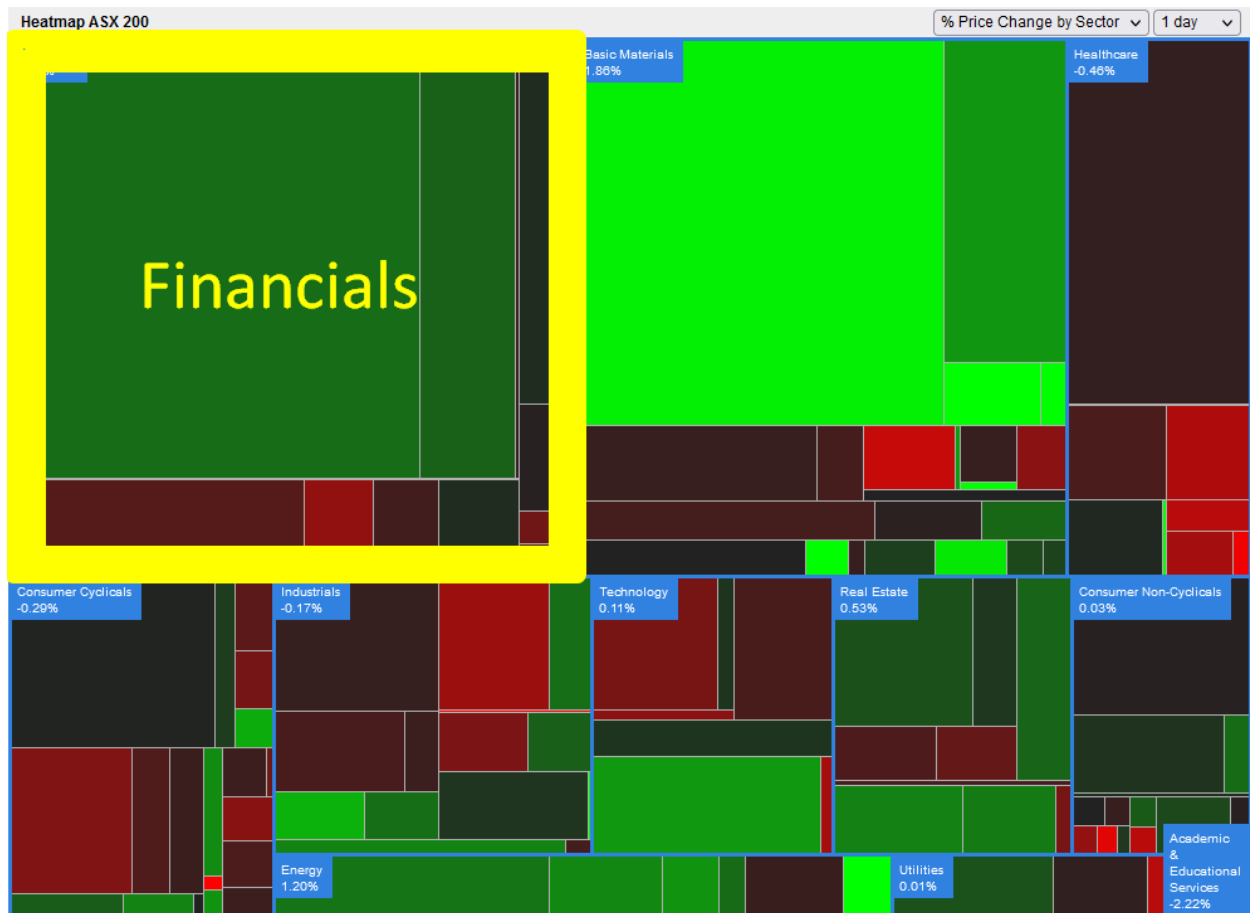 Heatmap ASX 200
% Price Change by Sector
1 day
%
Financials
Basic Materials
1.86%
Healthcare
-0.46%
Consumer Cyclicals
-0.29%
Industrials
-0.17%
Technology
0.11%
Real Estate
0.53%
Consumer Non-Cyclicals
0.03%
Energy
1.20%
Utilities
0.01%
Academic
&
Educational
Services
-2.22%